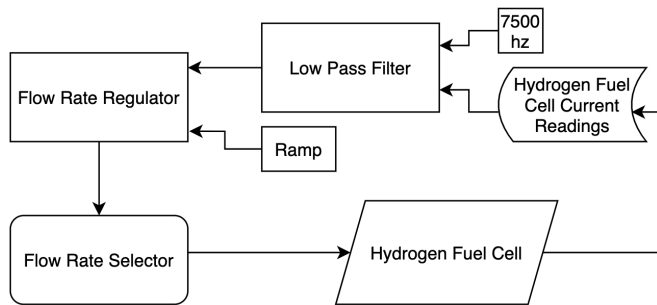 7500
hz
Low Pass Filter
Hydrogen Fuel
Cell Current
Readings
Flow Rate Regulator
Ramp
Flow Rate Selector
Hydrogen Fuel Cell